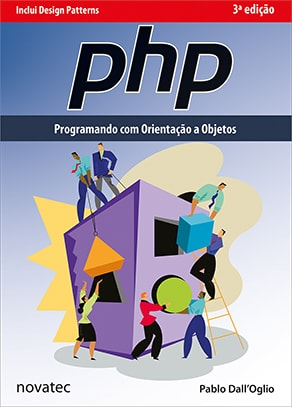 Inclui Design Patterns
3ª edição
php
Programando com Orientação a Objetos
novatec
Pablo Dall'Oglio